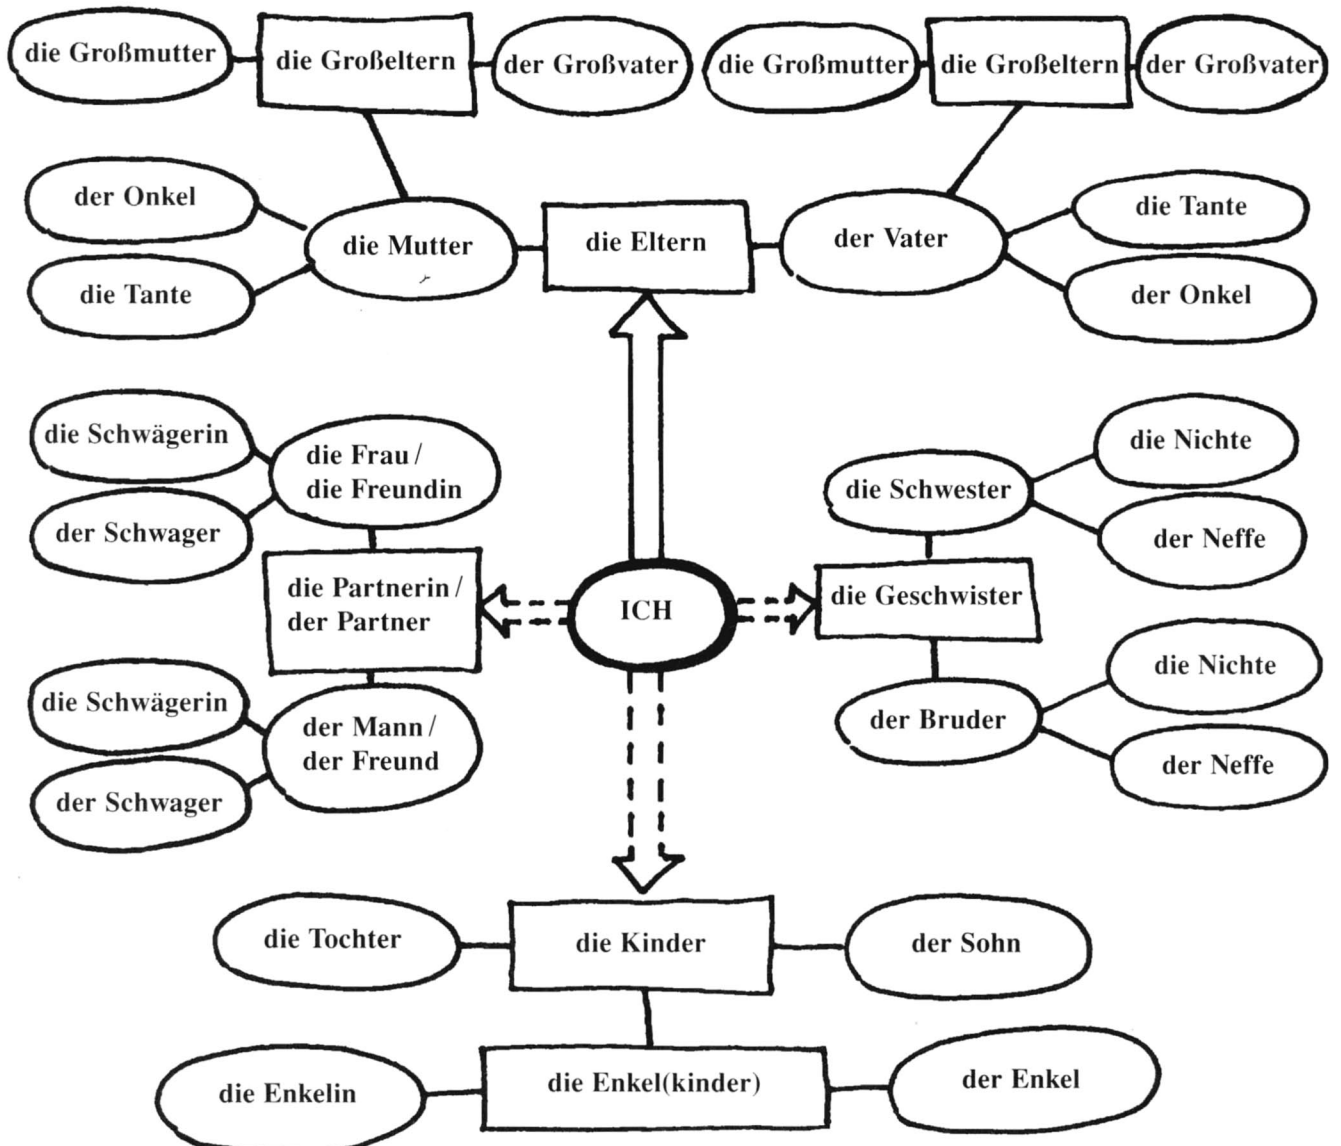 die Großmutter
die Großeltern
der Großvater
die Großmutter
die Großeltern
der Großvater
der Onkel
die Tante
die Mutter
die Eltern
der Vater
die Tante
der Onkel
die Schwägerin
der Schwager
die Frau /
die Freundin
die Partnerin /
der Partner
die Schwägerin
der Schwager
der Mann /
der Freund
ICH
die Schwester
die Nichte
der Neffe
die Geschwister
der Bruder
die Nichte
der Neffe
die Tochter
die Kinder
der Sohn
die Enkelin
die Enkel(kinder)
der Enkel